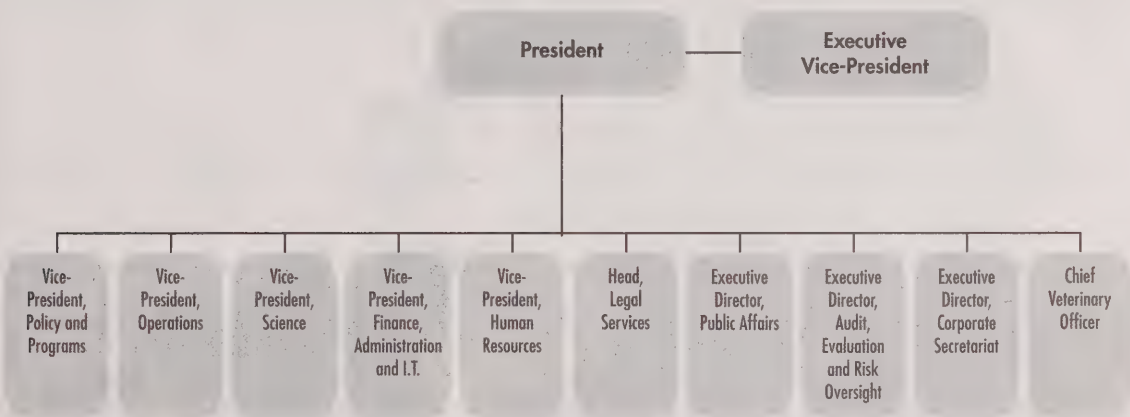 President
Executive
Vice-President
Vice-
President,
Policy and
Programs
Vice-
President,
Operations
Vice-
President,
Science
Vice-
President,
Finance,
Administration
and I.T.
Vice-
President,
Human
Resources
Head,
Legal
Services
Executive
Director,
Public Affairs
Executive
Director,
Audit,
Evaluation
and Risk
Oversight
Executive
Director,
Corporate
Secretariat
Chief
Veterinary
Officer